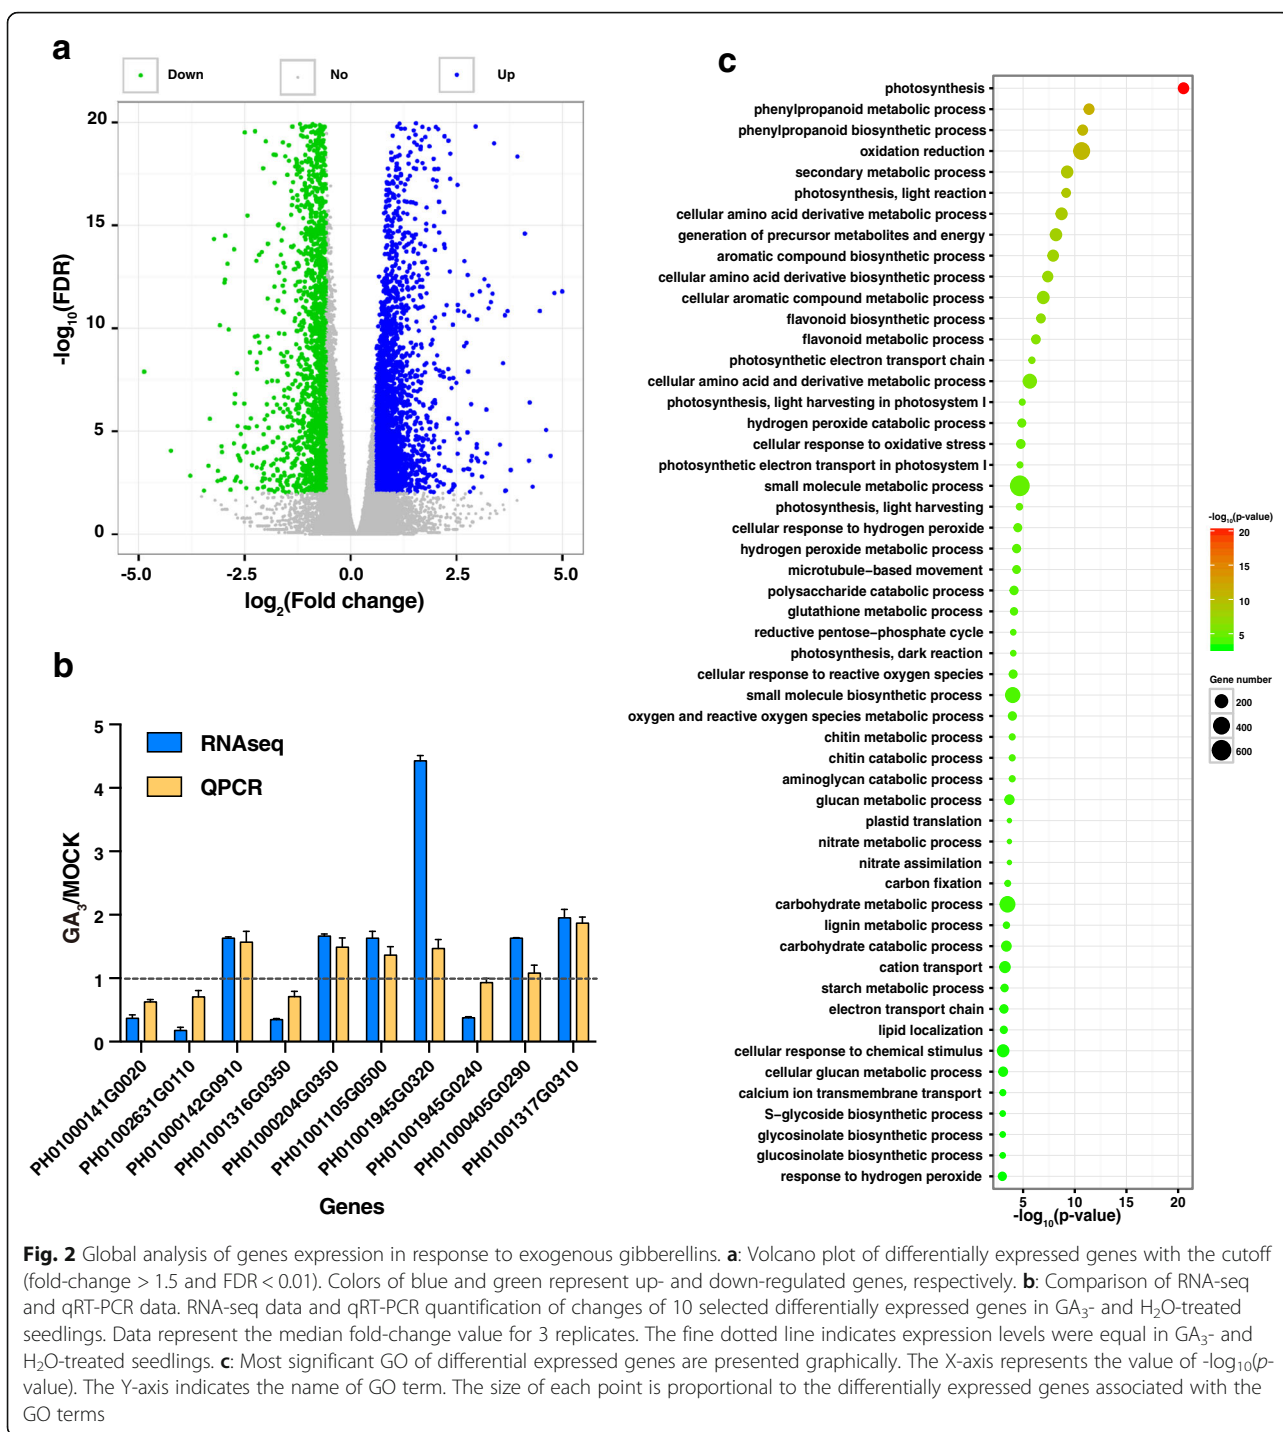 a
Down
No
Up
20
15
10
5
0
-log10(FDR)
-5.0
-2.5
0.0
2.5
5.0
log2(Fold change)
b
5
4
3
2
1
0
GA3/MOCK
RNAseq
QPCR
PH01000141G0020
PH01002631G0110
PH01000142G0910
PH01001316G0350
PH01000204G0350
PH01001105G0500
PH01001945G0320
PH01001945G0240
PH01000405G0290
PH01001317G0310
Genes
c
photosynthesis
phenylpropanoid metabolic process
phenylpropanoid biosynthetic process
oxidation reduction
secondary metabolic process
photosynthesis, light reaction
cellular amino acid derivative metabolic process
generation of precursor metabolites and energy
aromatic compound biosynthetic process
cellular amino acid derivative biosynthetic process
cellular aromatic compound metabolic process
flavonoid biosynthetic process
flavonoid metabolic process
photosynthetic electron transport chain
cellular amino acid and derivative metabolic process
photosynthesis, light harvesting in photosystem I
hydrogen peroxide catabolic process
cellular response to oxidative stress
photosynthetic electron transport in photosystem I
small molecule metabolic process
photosynthesis, light harvesting
cellular response to hydrogen peroxide
hydrogen peroxide metabolic process
microtubule−based movement
polysaccharide catabolic process
glutathione metabolic process
reductive pentose−phosphate cycle
photosynthesis, dark reaction
cellular response to reactive oxygen species
small molecule biosynthetic process
oxygen and reactive oxygen species metabolic process
chitin metabolic process
chitin catabolic process
aminoglycan catabolic process
glucan metabolic process
plastid translation
nitrate metabolic process
nitrate assimilation
carbon fixation
carbohydrate metabolic process
lignin metabolic process
carbohydrate catabolic process
cation transport
starch metabolic process
electron transport chain
lipid localization
cellular response to chemical stimulus
cellular glucan metabolic process
calcium ion transmembrane transport
S−glycoside biosynthetic process
glycosinolate biosynthetic process
glucosinolate biosynthetic process
response to hydrogen peroxide
5
10
15
20
-log10(p-value)
-log10(p-value)
20
15
10
5
Gene number
200
400
600
Fig. 2 Global analysis of genes expression in response to exogenous gibberellins. a: Volcano plot of differentially expressed genes with the cutoff
(fold-change > 1.5 and FDR < 0.01). Colors of blue and green represent up- and down-regulated genes, respectively. b: Comparison of RNA-seq
and qRT-PCR data. RNA-seq data and qRT-PCR quantification of changes of 10 selected differentially expressed genes in GA3- and H2O-treated
seedlings. Data represent the median fold-change value for 3 replicates. The fine dotted line indicates expression levels were equal in GA3- and
H2O-treated seedlings. c: Most significant GO of differential expressed genes are presented graphically. The X-axis represents the value of -log10(p-
value). The Y-axis indicates the name of GO term. The size of each point is proportional to the differentially expressed genes associated with the
GO terms